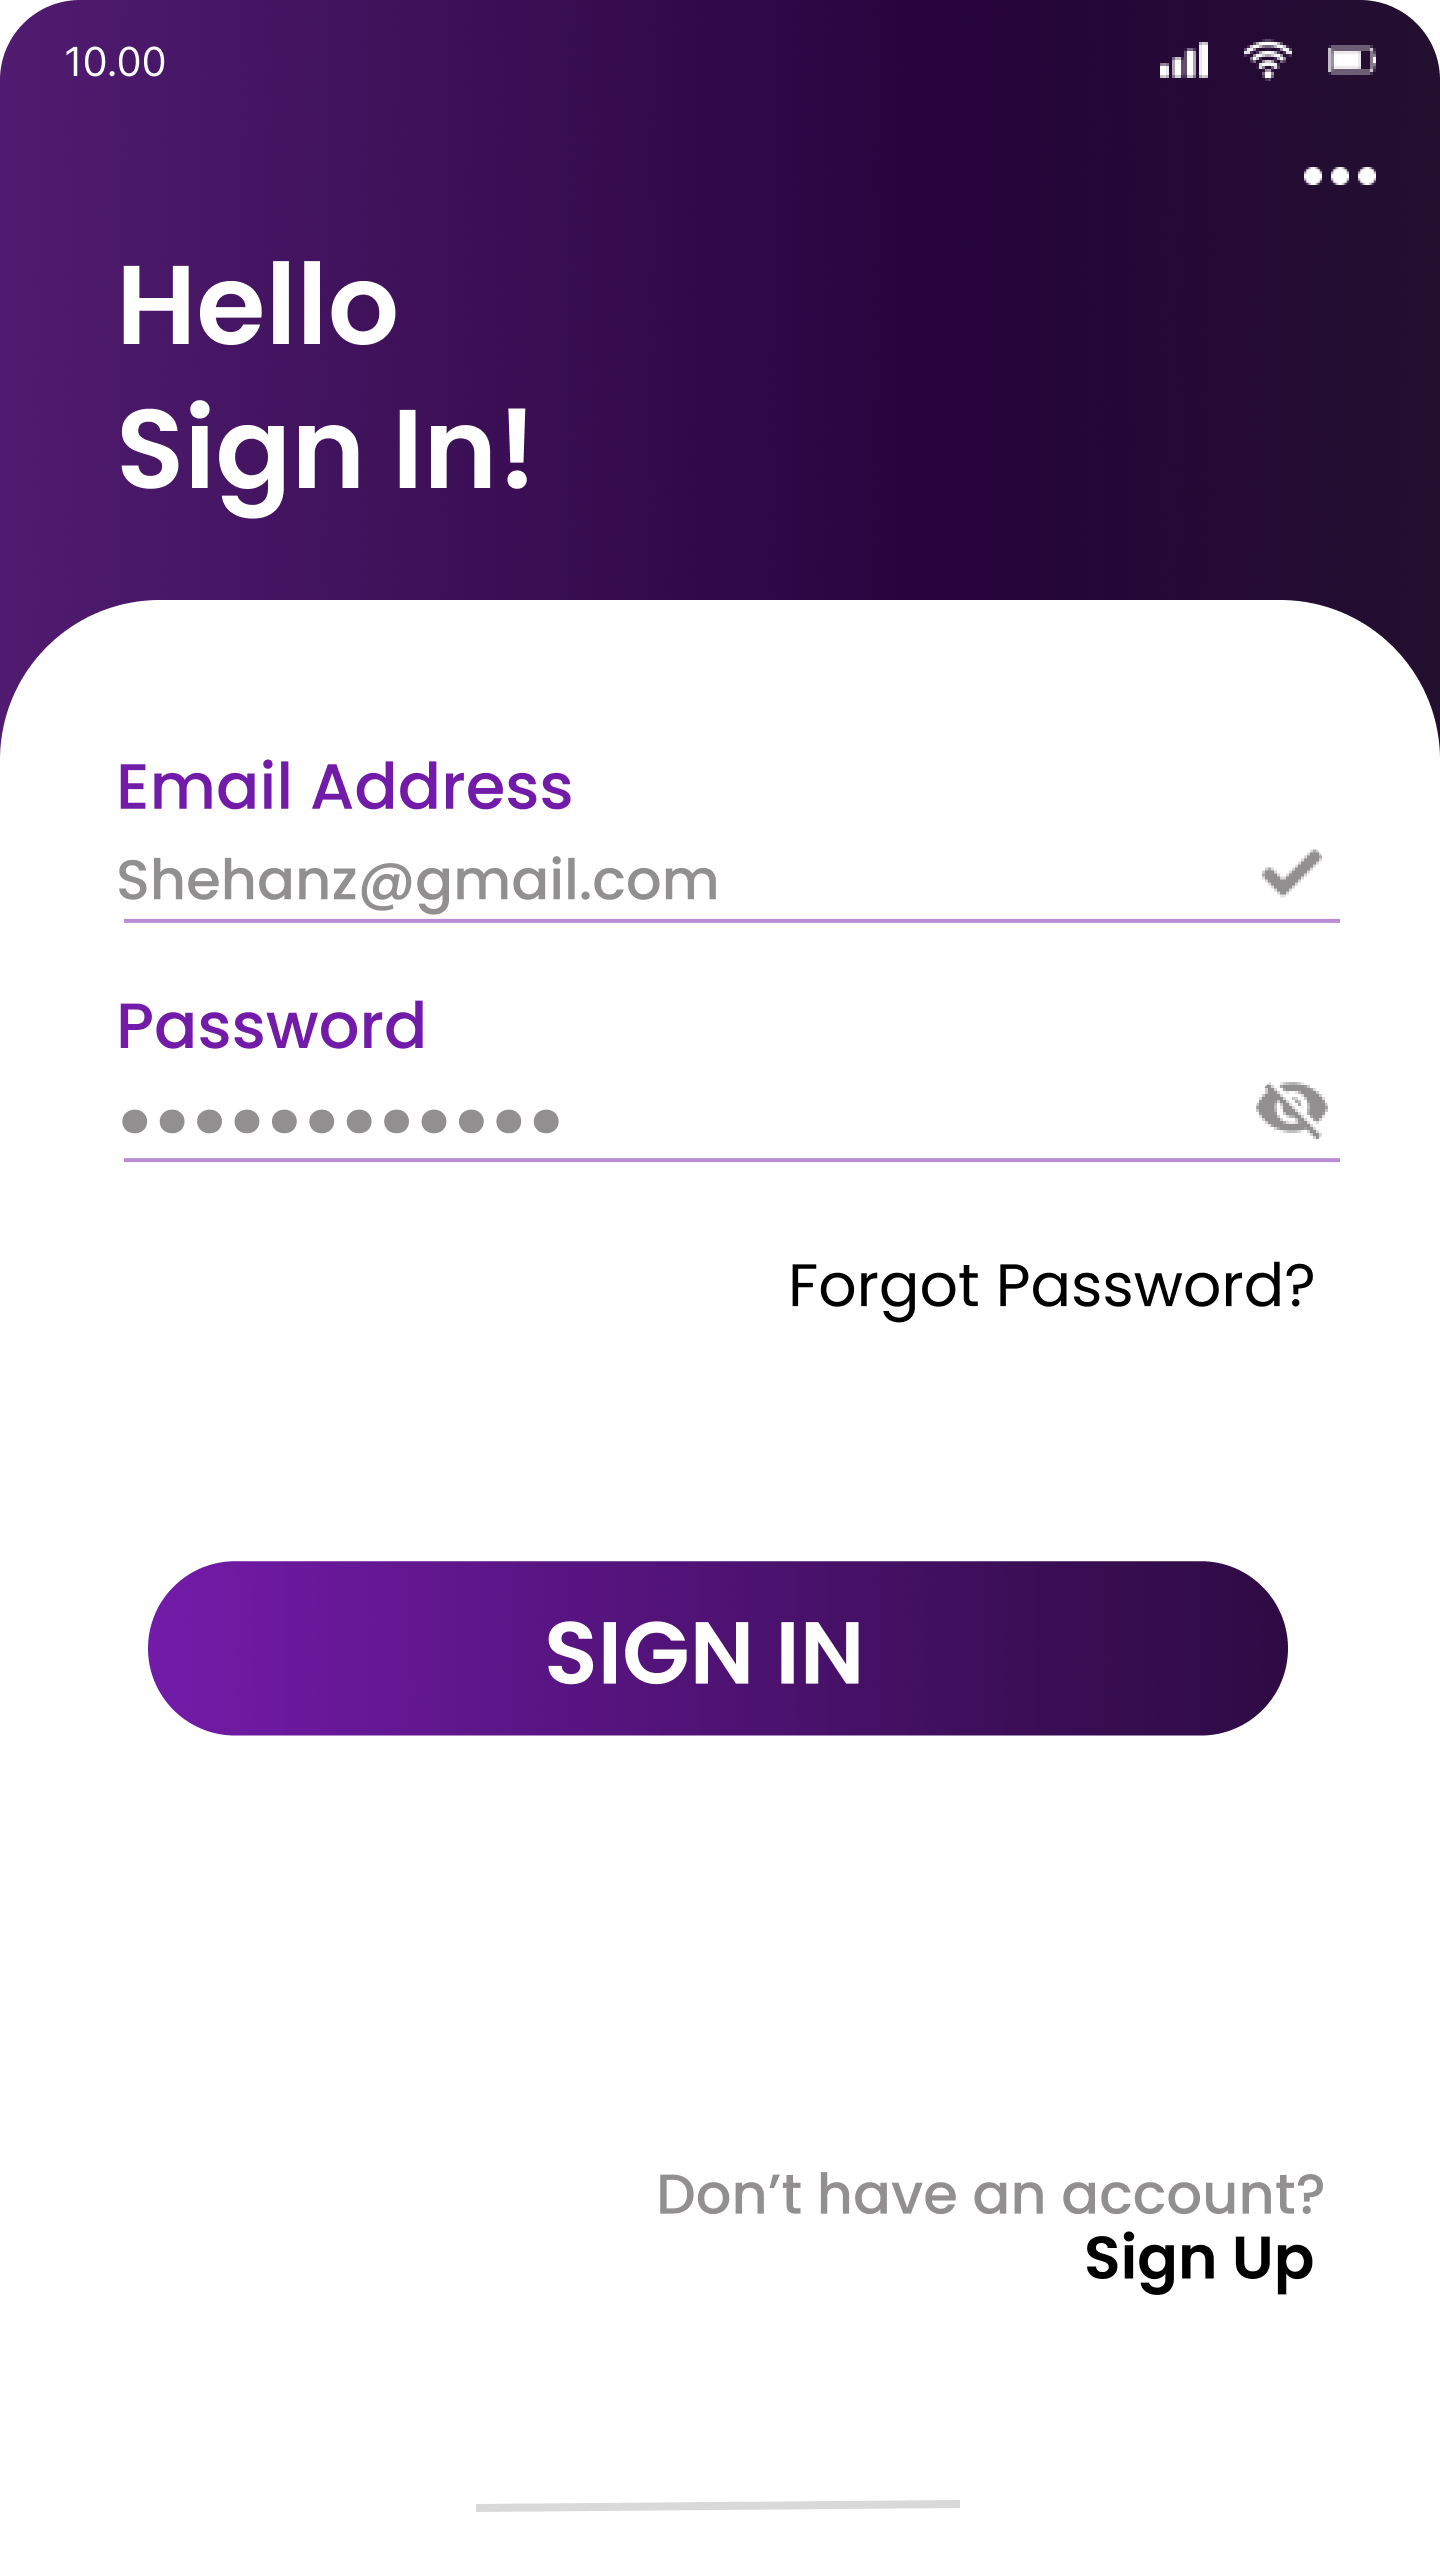 10.00
Hello
Sign In!
Email Address
Shehanz@gmail.com
Password
Forgot Password?
SIGN IN
Don’t have an account?
Sign Up